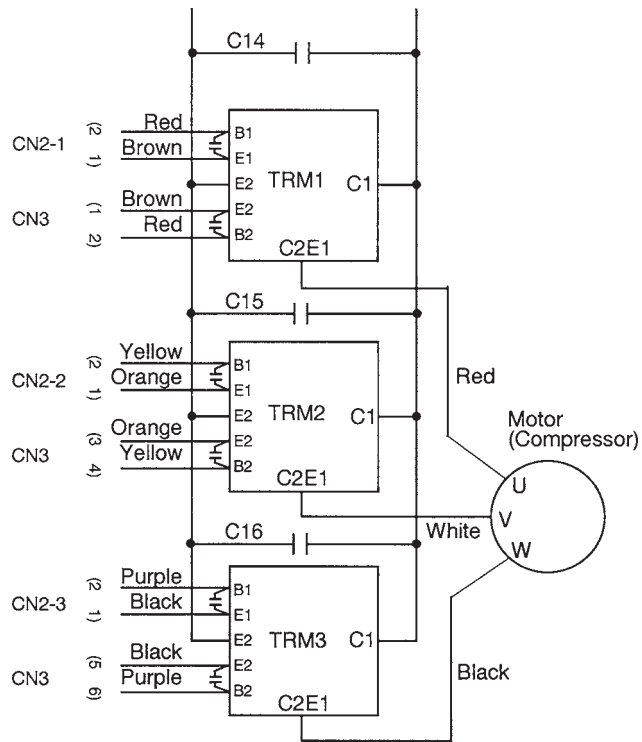 C14
CN2-1
(2 Red B1
1) Brown E1
E2 TRM1 C1
CN3
(1 Brown E2
2) Red B2
C2E1
C15
CN2-2
(2 Yellow B1
1) Orange E1
E2 TRM2 C1
CN3
(3 Orange E2
4) Yellow B2
C2E1
Red
Motor
(Compressor)
U
V
W
White
C16
CN2-3
(2 Purple B1
1) Black E1
E2 TRM3 C1
CN3
(5 Black E2
6) Purple B2
C2E1
Black